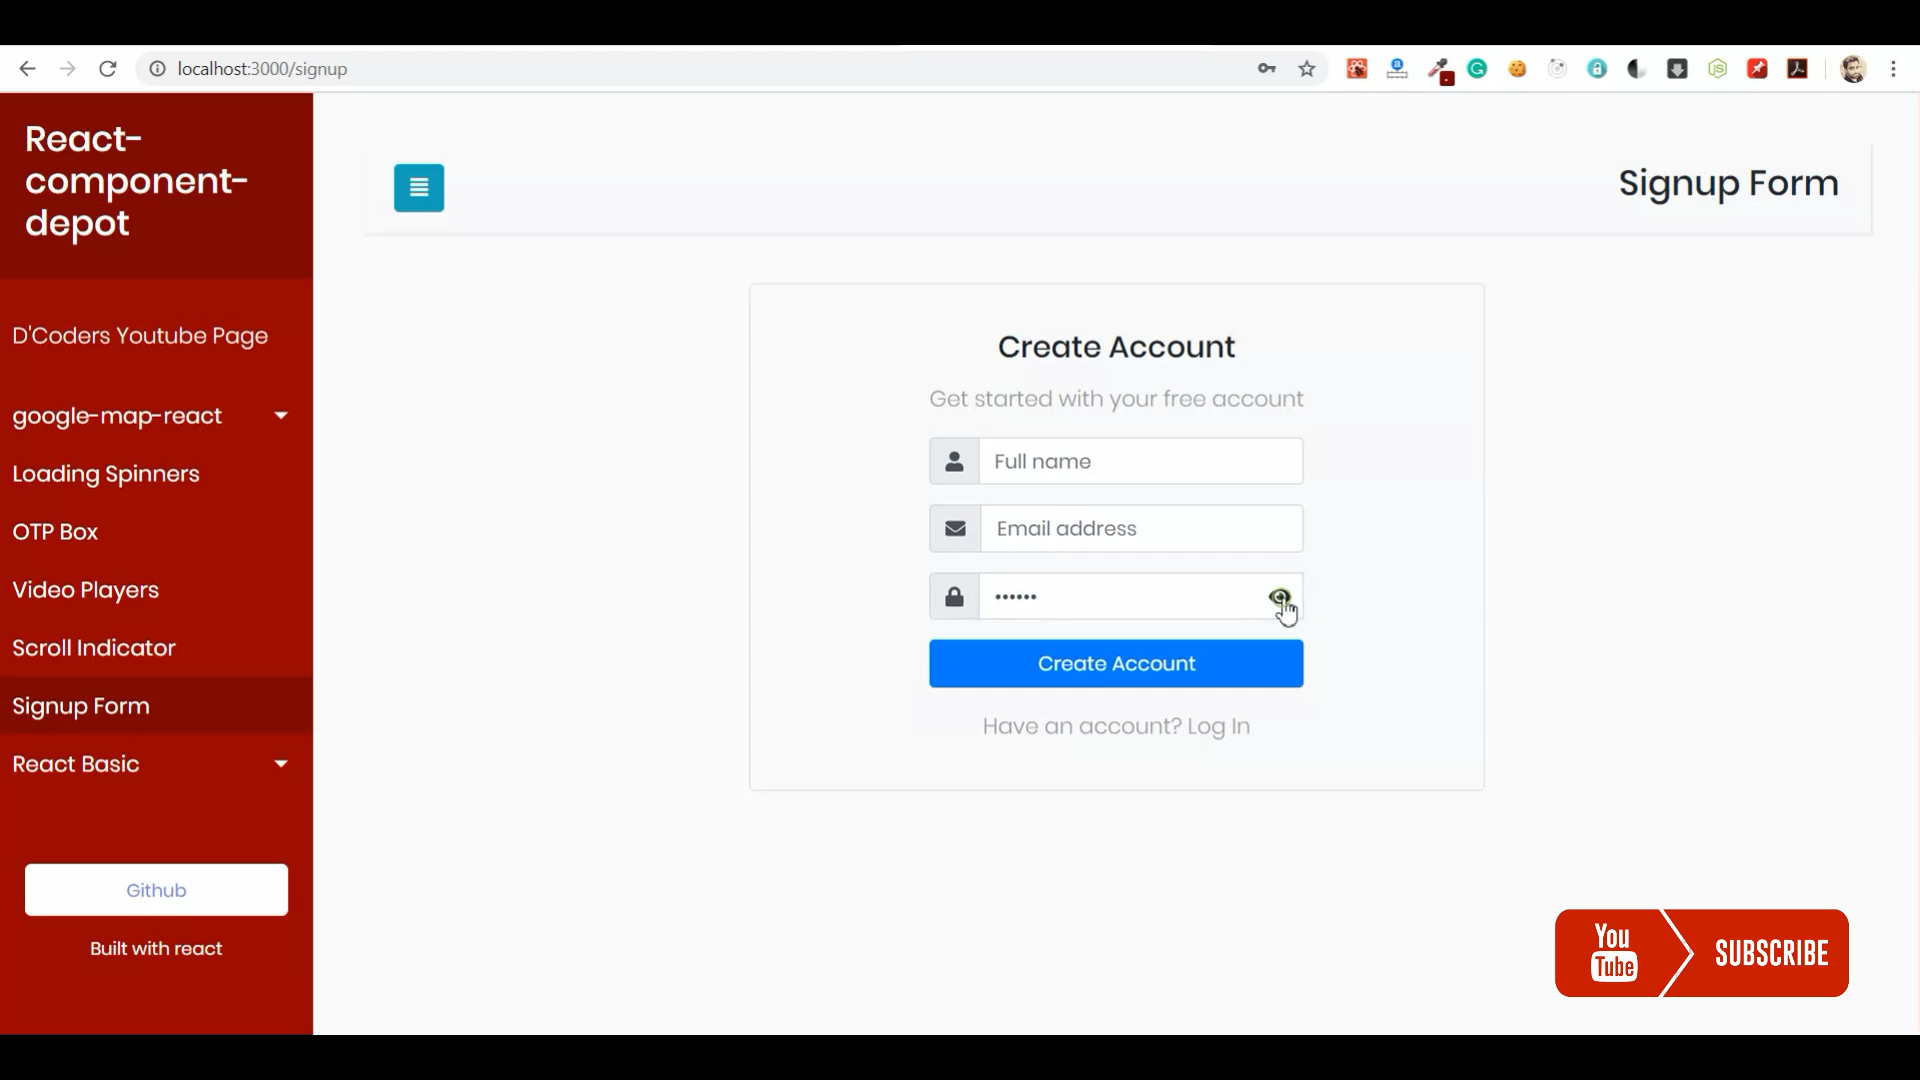 localhost:3000/signup
React-
component-
depot
Signup Form
D'Coders Youtube Page
google-map-react
Loading Spinners
OTP Box
Video Players
Scroll Indicator
Signup Form
React Basic
Github
Built with react
Create Account
Get started with your free account
Full name
Email address
••••••
Create Account
Have an account? Log In
You
Tube
SUBSCRIBE